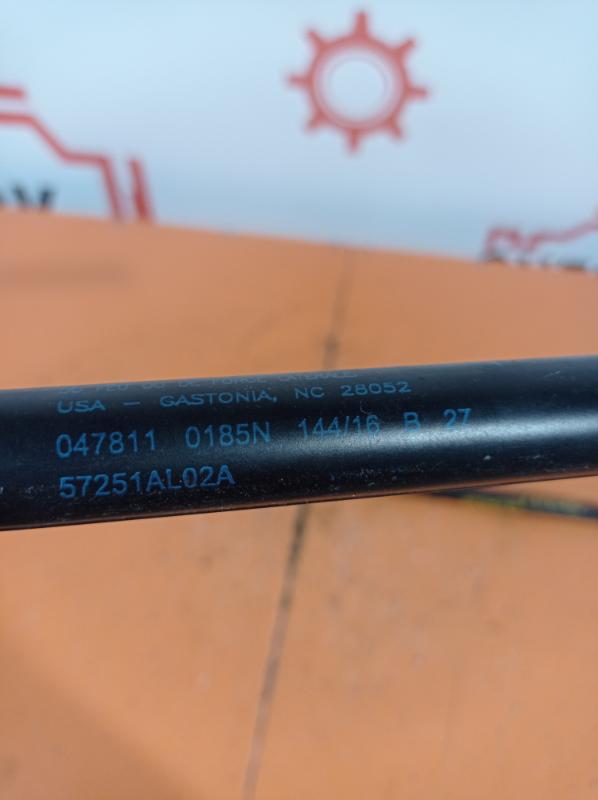 USA – GASTONIA, NC 28052
047811 0185N 144/16 B 27
57251AL02A